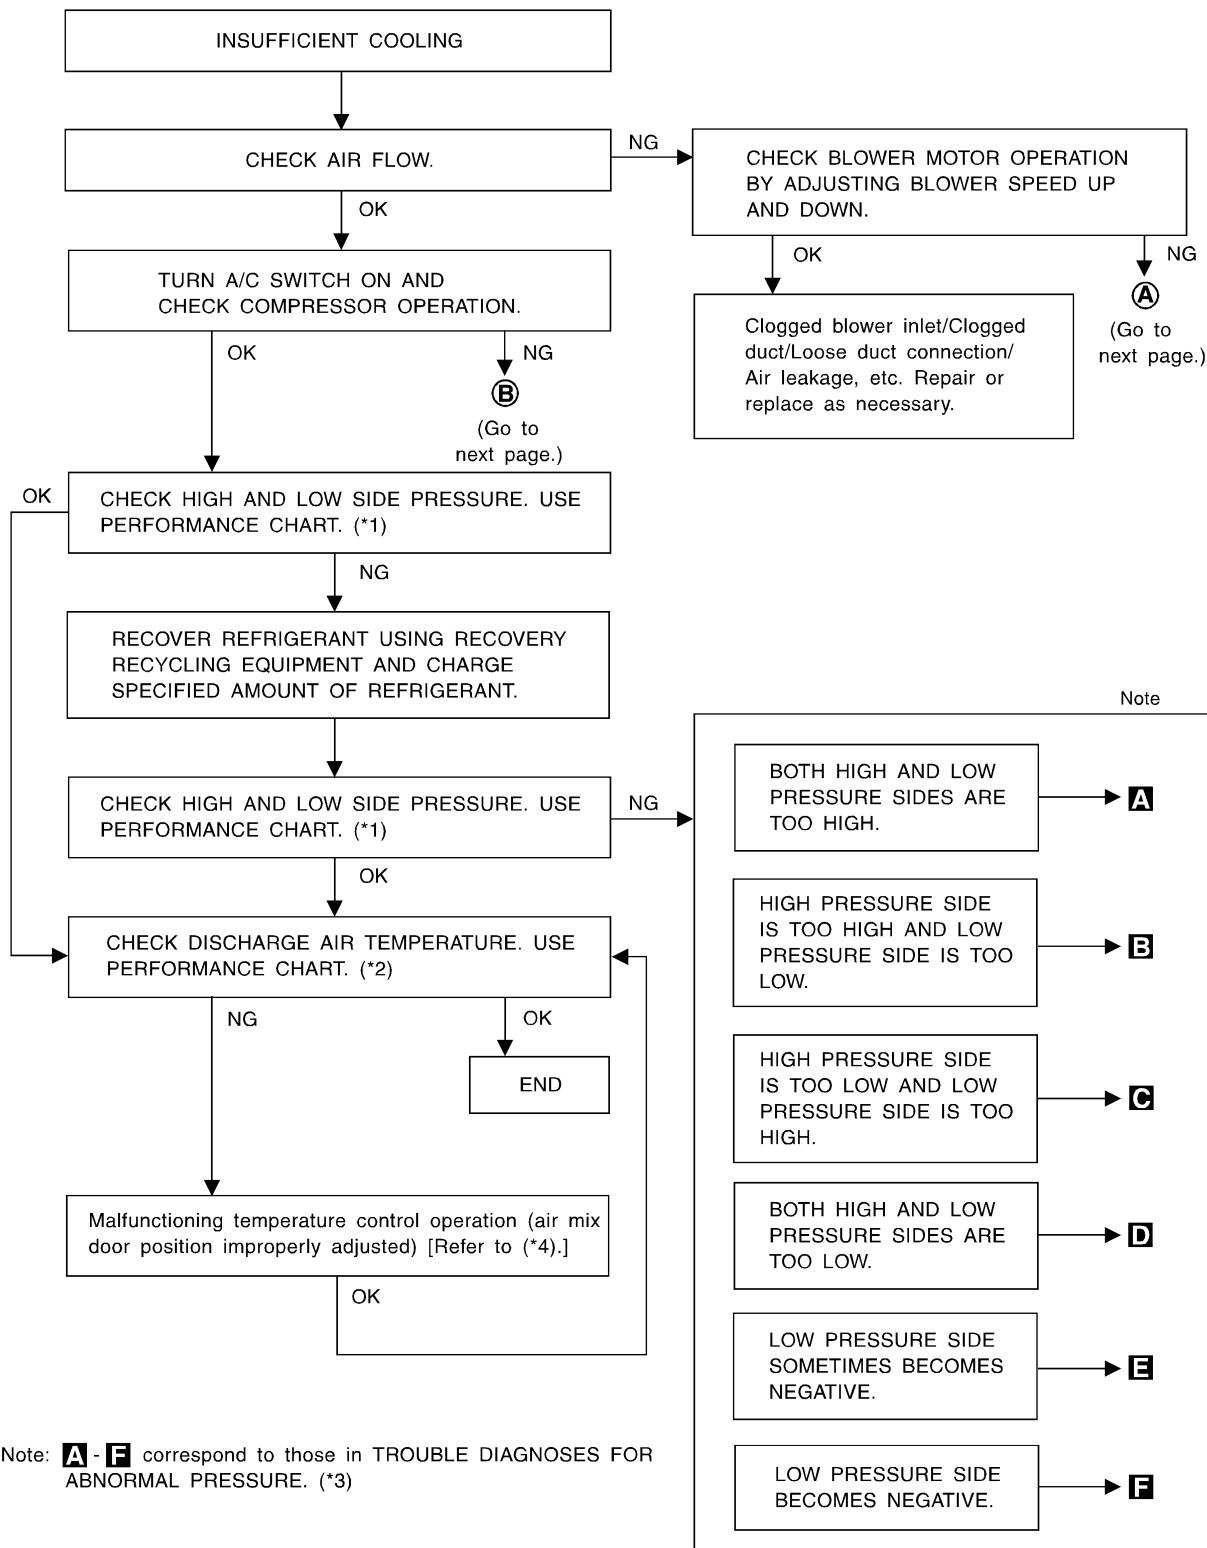 INSUFFICIENT COOLING
CHECK AIR FLOW.
NG
CHECK BLOWER MOTOR OPERATION
BY ADJUSTING BLOWER SPEED UP
AND DOWN.
OK
OK
NG
TURN A/C SWITCH ON AND
CHECK COMPRESSOR OPERATION.
A
(Go to
next page.)
Clogged blower inlet/Clogged
duct/Loose duct connection/
Air leakage, etc. Repair or
replace as necessary.
OK
NG
B
(Go to
next page.)
OK
CHECK HIGH AND LOW SIDE PRESSURE. USE
PERFORMANCE CHART. (*1)
NG
RECOVER REFRIGERANT USING RECOVERY
RECYCLING EQUIPMENT AND CHARGE
SPECIFIED AMOUNT OF REFRIGERANT.
CHECK HIGH AND LOW SIDE PRESSURE. USE
PERFORMANCE CHART. (*1)
NG
OK
CHECK DISCHARGE AIR TEMPERATURE. USE
PERFORMANCE CHART. (*2)
NG
OK
END
Malfunctioning temperature control operation (air mix
door position improperly adjusted) [Refer to (*4).]
OK
Note
BOTH HIGH AND LOW
PRESSURE SIDES ARE
TOO HIGH.
A
HIGH PRESSURE SIDE
IS TOO HIGH AND LOW
PRESSURE SIDE IS TOO
LOW.
B
HIGH PRESSURE SIDE
IS TOO LOW AND LOW
PRESSURE SIDE IS TOO
HIGH.
C
BOTH HIGH AND LOW
PRESSURE SIDES ARE
TOO LOW.
D
LOW PRESSURE SIDE
SOMETIMES BECOMES
NEGATIVE.
E
LOW PRESSURE SIDE
BECOMES NEGATIVE.
F
Note: A - F correspond to those in TROUBLE DIAGNOSES FOR
ABNORMAL PRESSURE. (*3)